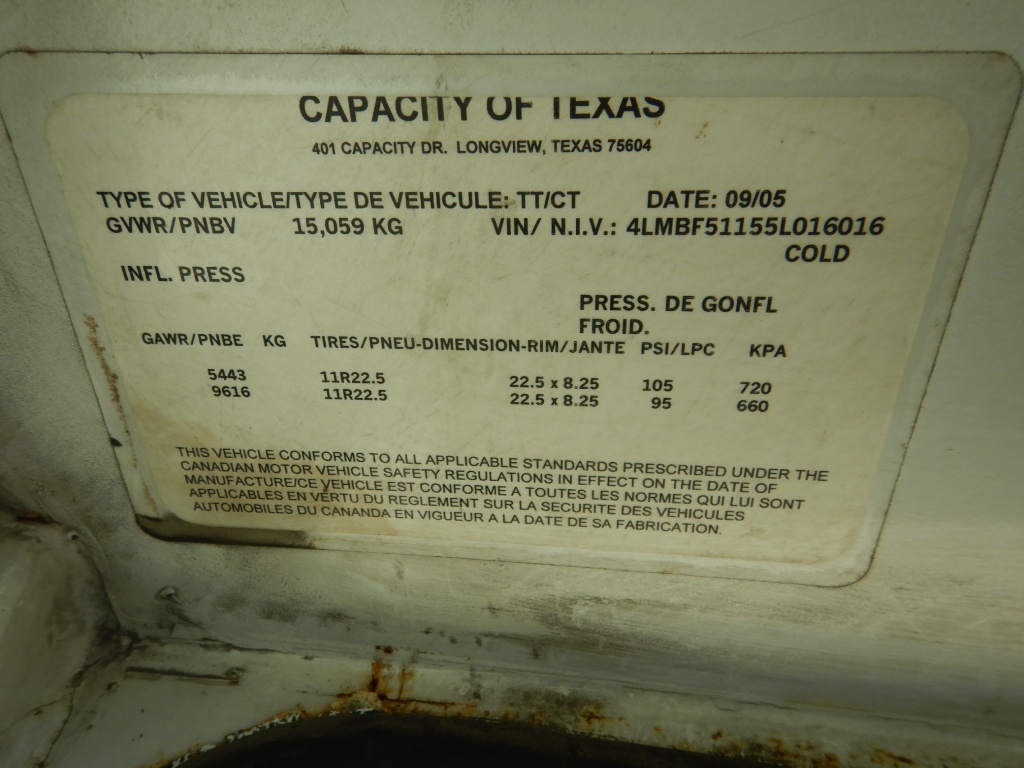 CAPACITY OF TEXAS
401 CAPACITY DR. LONGVIEW, TEXAS 75604
TYPE OF VEHICLE/TYPE DE VEHICULE: TT/CT DATE: 09/05
GVWR/PNBV 15,059 KG VIN/ N.I.V.: 4LMBF51155L016016
COLD
INFL. PRESS
PRESS. DE GONFL
FROID.
GAWR/PNBE KG TIRES/PNEU-DIMENSION-RIM/JANTE PSI/LPC KPA
5443 11R22.5 22.5 x 8.25 105 720
9616 11R22.5 22.5 x 8.25 95 660
THIS VEHICLE CONFORMS TO ALL APPLICABLE STANDARDS PRESCRIBED UNDER THE
CANADIAN MOTOR VEHICLE SAFETY REGULATIONS IN EFFECT ON THE DATE OF
MANUFACTURE/CE VEHICLE EST CONFORME A TOUTES LES NORMES QUI LUI SONT
APPLICABLES EN VERTU DU REGLEMENT SUR LA SECURITE DES VEHICULES
AUTOMOBILES DU CANANDA EN VIGUEUR A LA DATE DE SA FABRICATION.